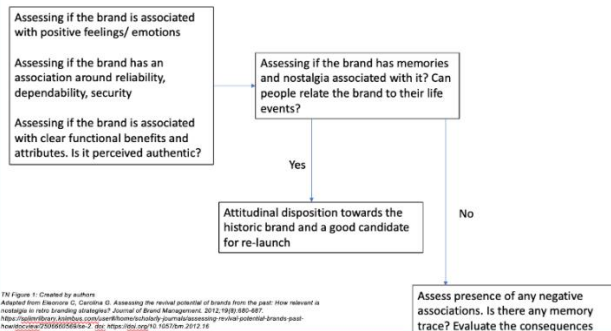 Assessing if the brand is associated
with positive feelings/ emotions
Assessing if the brand has an
association around reliability,
dependability, security
Assessing if the brand is associated
with clear functional benefits and
attributes. Is it perceived authentic?
Assessing if the brand has memories
and nostalgia associated with it? Can
people relate the brand to their life
events?
Yes
No
Attitudinal disposition towards the
historic brand and a good candidate
for re-launch
TN Figure 1: Created by authors
Adapted from Eleonora C, Carolina G. Assessing the revival potential of brands from the past: How relevant is
nostalgia in retro branding strategies? Journal of Brand Management. 2012;19(8):680-687.
Assess presence of any negative
associations. Is there any memory
trace? Evaluate the consequences